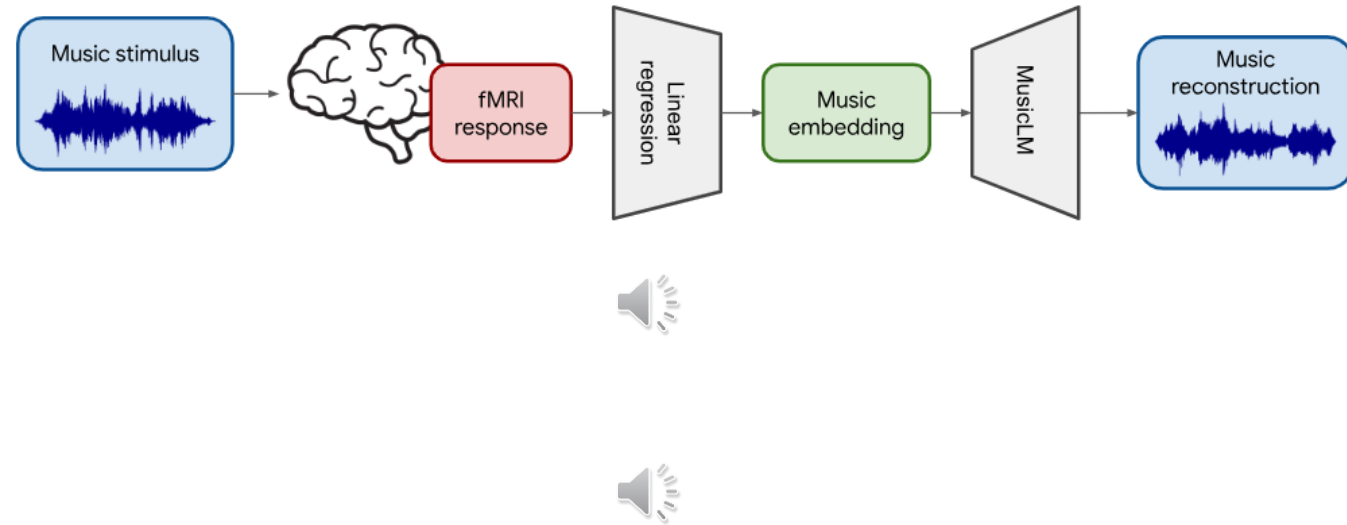 Music stimulus
fMRI
response
Linear
regression
Music
embedding
MusicLM
Music
reconstruction